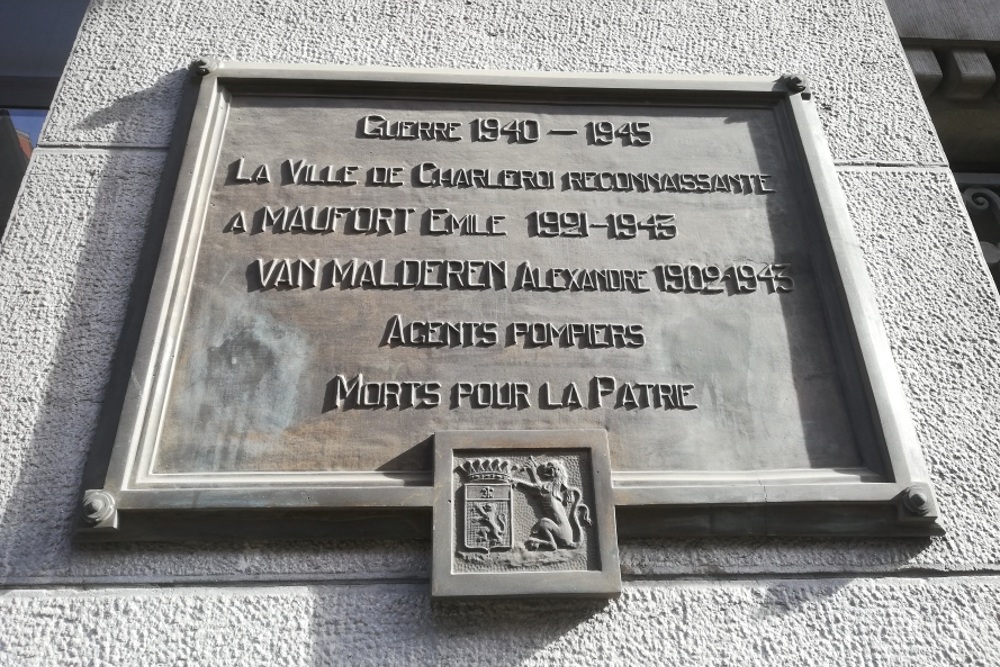 Guerre 1940 – 1945
La Ville de Charleroi reconnaissante
a MAUFORT Emile 1921-1943
VAN MALDEREN Alexandre 1902-1943
Agents pompiers
Morts pour la Patrie